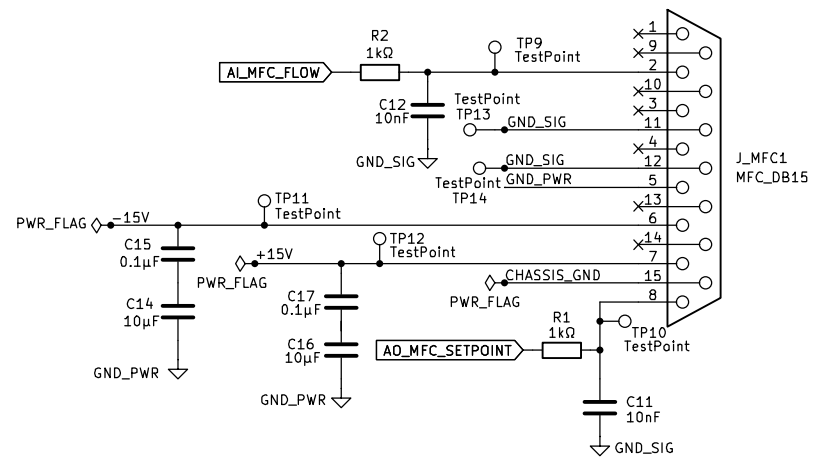 R2
1kΩ
AI_MFC_FLOW
TP9
TestPoint
C12
10nF
GND_SIG
TestPoint
TP13
GND_SIG
GND_SIG
TestPoint
TP14
GND_PWR
1
9
2
10
3
11
4
12
5
13
6
14
7
15
8
J_MFC1
MFC_DB15
PWR_FLAG
-15V
TP11
TestPoint
C15
0.1µF
C14
10µF
GND_PWR
+15V
PWR_FLAG
TP12
TestPoint
C17
0.1µF
C16
10µF
GND_PWR
CHASSIS_GND
PWR_FLAG
R1
1kΩ
TP10
TestPoint
AO_MFC_SETPOINT
C11
10nF
GND_SIG